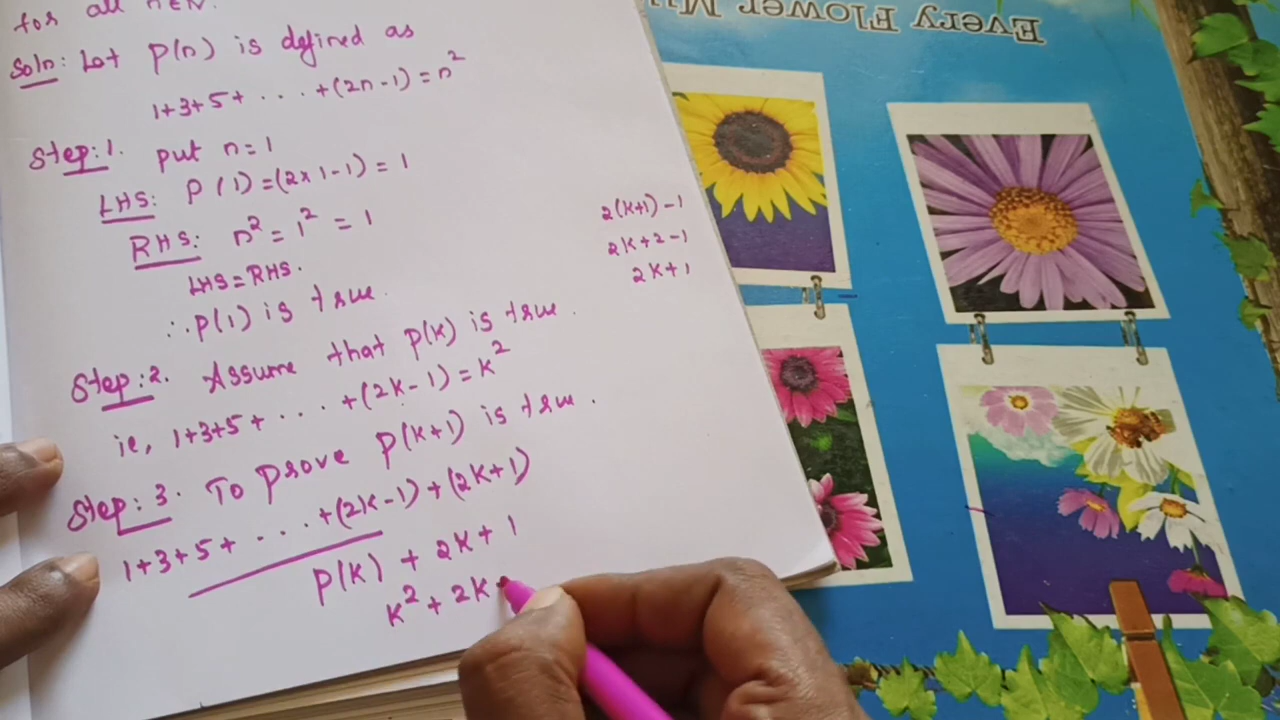 for all n∈N.
Soln: Let P(n) is defined as
1+3+5+ . . . . +(2n-1) = n²
Step:1. put n=1
LHS: P(1) = (2×1-1) = 1
RHS: n² = 1² = 1
LHS=RHS.
∴ P(1) is true.
Step:2. Assume that P(k) is true.
ie, 1+3+5+ . . . . +(2k-1) = k²
Step:3. To prove P(k+1) is true.
1+3+5+ . . . . +(2k-1)+(2k+1)
P(k) + 2k+1
k² + 2k
2(k+1)-1
2k+2-1
2k+1
Every Flower Mu